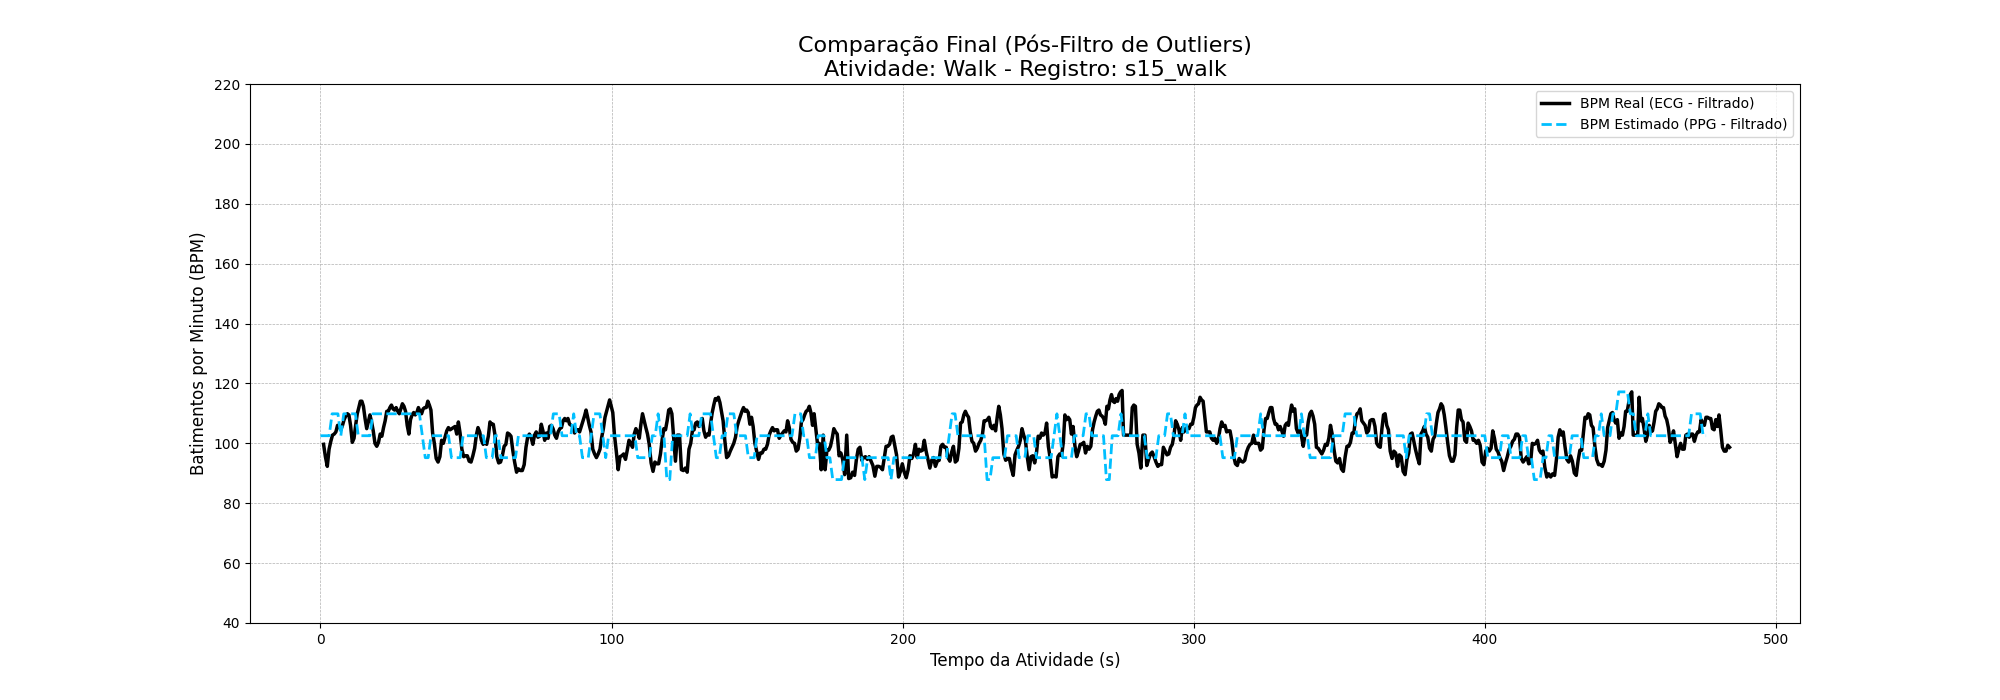 Comparação Final (Pós-Filtro de Outliers)
Atividade: Walk - Registro: s15_walk
BPM Real (ECG - Filtrado)
BPM Estimado (PPG - Filtrado)
Batimentos por Minuto (BPM)
220
200
180
160
140
120
100
80
60
40
0
100
200
300
400
500
Tempo da Atividade (s)